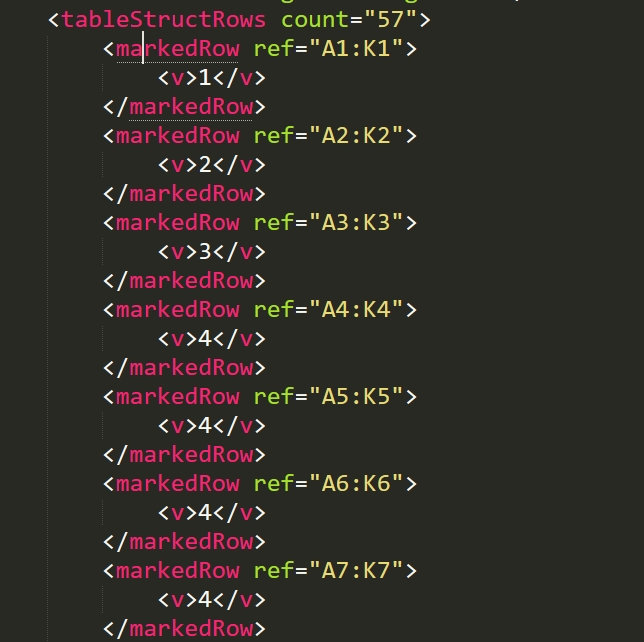 <tableStructRows count="57">
<markedRow ref="A1:K1">
<v>1</v>
</markedRow>
<markedRow ref="A2:K2">
<v>2</v>
</markedRow>
<markedRow ref="A3:K3">
<v>3</v>
</markedRow>
<markedRow ref="A4:K4">
<v>4</v>
</markedRow>
<markedRow ref="A5:K5">
<v>4</v>
</markedRow>
<markedRow ref="A6:K6">
<v>4</v>
</markedRow>
<markedRow ref="A7:K7">
<v>4</v>
</markedRow>